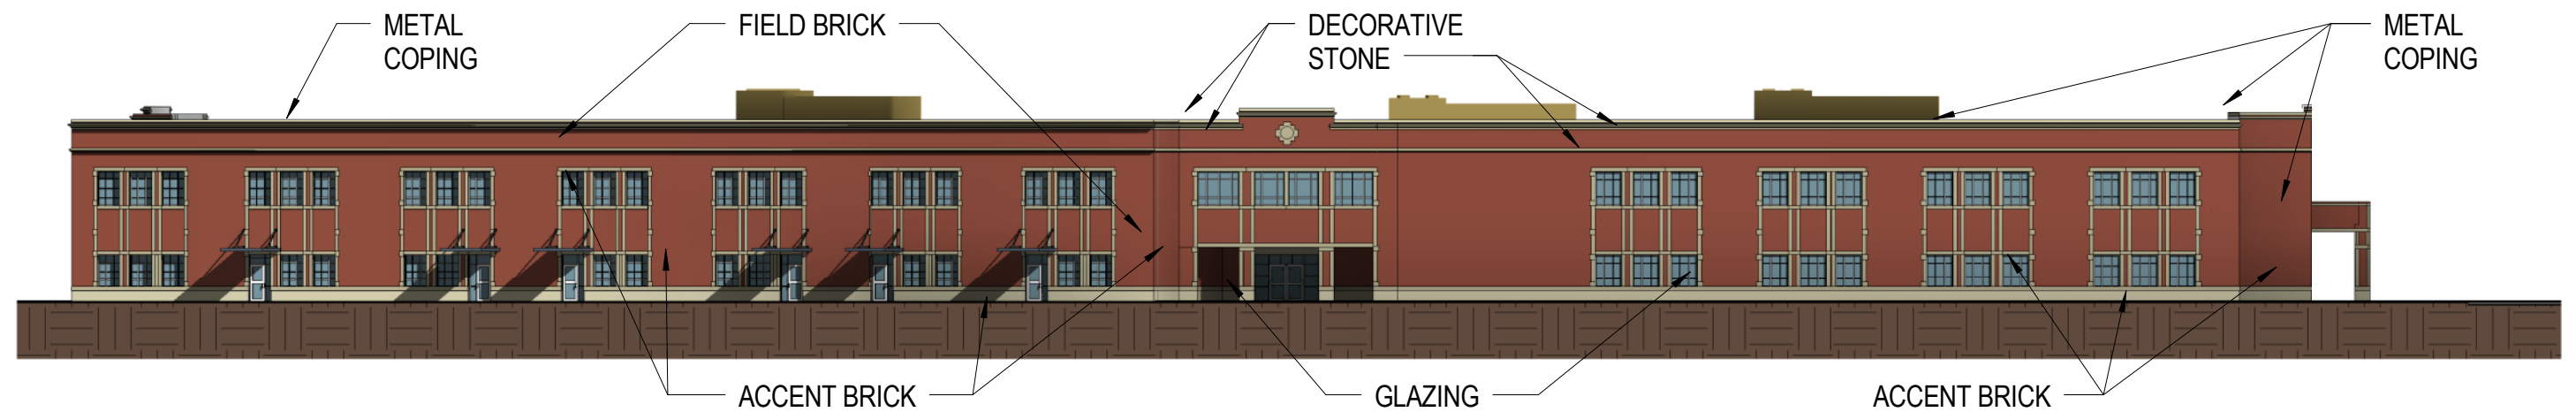 METAL
COPING
FIELD BRICK
DECORATIVE
STONE
METAL
COPING
ACCENT BRICK
GLAZING
ACCENT BRICK